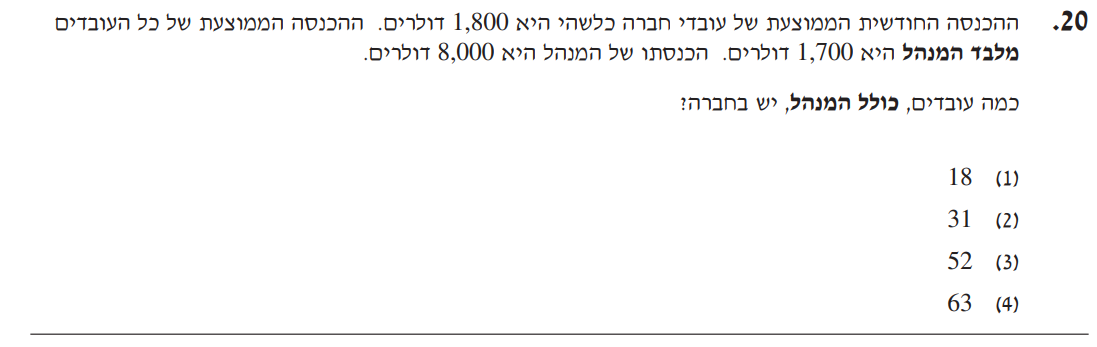 20. ההכנסה החודשית הממוצעת של עובדי חברה כלשהי היא 1,800 דולרים. ההכנסה הממוצעת של כל העובדים
מלבד המנהל היא 1,700 דולרים. הכנסתו של המנהל היא 8,000 דולרים.
כמה עובדים, כולל המנהל, יש בחברה?
(1) 18
(2) 31
(3) 52
(4) 63